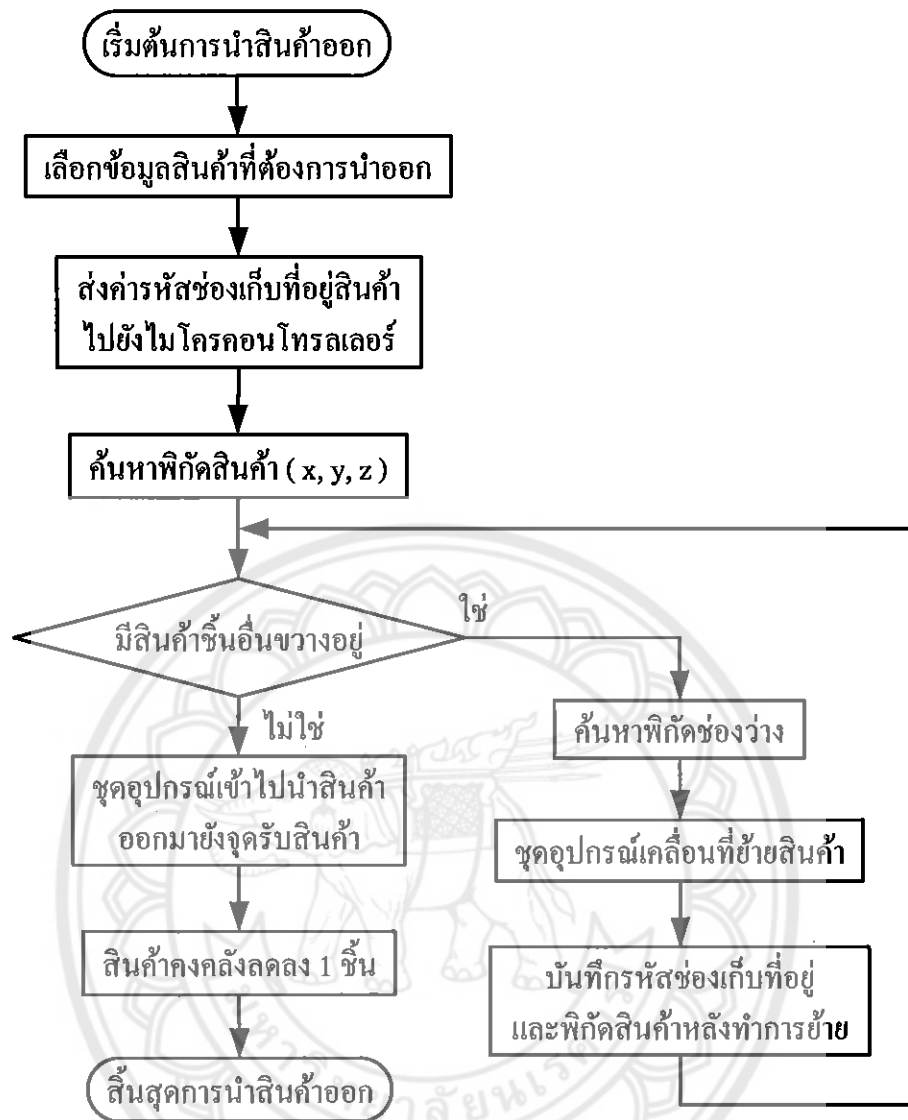 เริ่มต้นการนำสินค้าออก
เลือกข้อมูลสินค้าที่ต้องการนำออก
ส่งค่ารหัสช่องเก็บที่อยู่สินค้า
ไปยังไมโครคอนโทรลเลอร์
ค้นหาพิกัดสินค้า ( x, y, z )
มีสินค้าชิ้นอื่นขวางอยู่
ใช่
ไม่ใช่
ชุดอุปกรณ์เข้าไปนำสินค้า
ออกมายังจุดรับสินค้า
สินค้าคงคลังลดลง 1 ชิ้น
สิ้นสุดการนำสินค้าออก
ค้นหาพิกัดช่องว่าง
ชุดอุปกรณ์เคลื่อนที่ย้ายสินค้า
บันทึกรหัสช่องเก็บที่อยู่
และพิกัดสินค้าหลังทำการย้าย